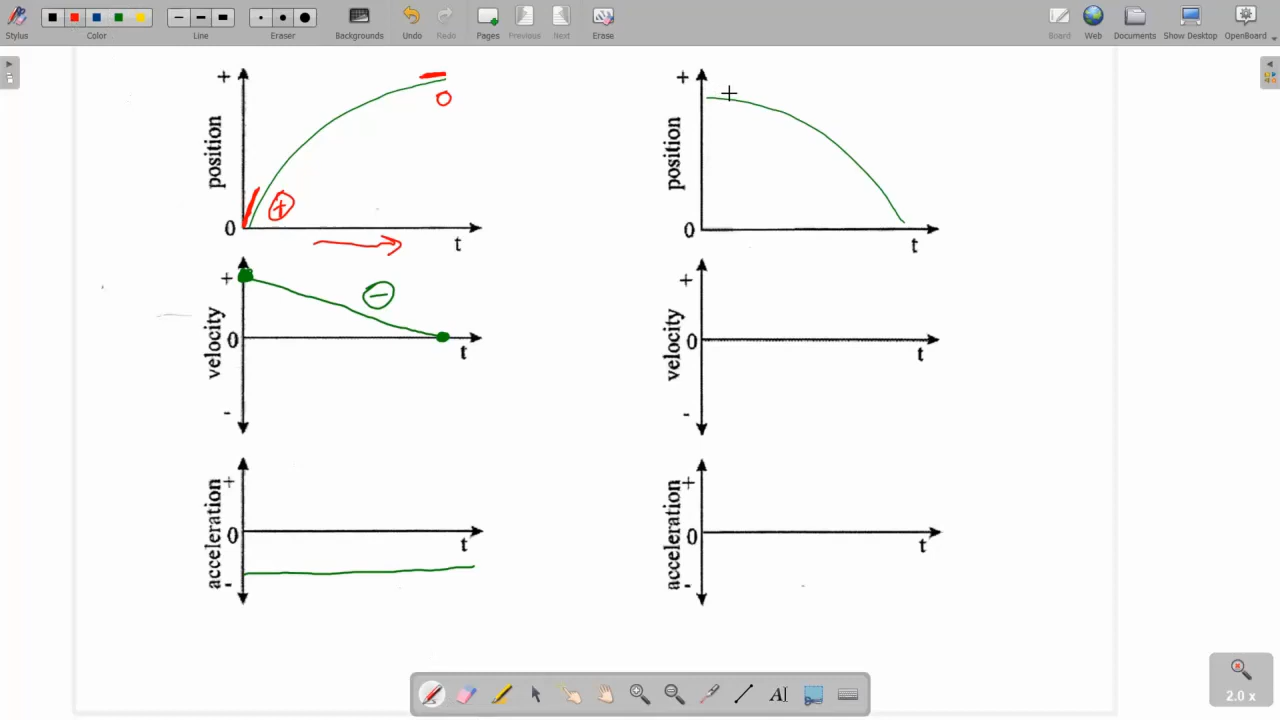 Stylus Color Line Eraser Backgrounds Undo Redo Pages Previous Next Erase Board Web Documents Show Desktop OpenBoard
+
position
0
t
+
0
+
velocity
0
t
-
−
+
acceleration
0
t
-
+
position
0
t
+
velocity
0
t
-
+
acceleration
0
t
-
AI
2.0 x